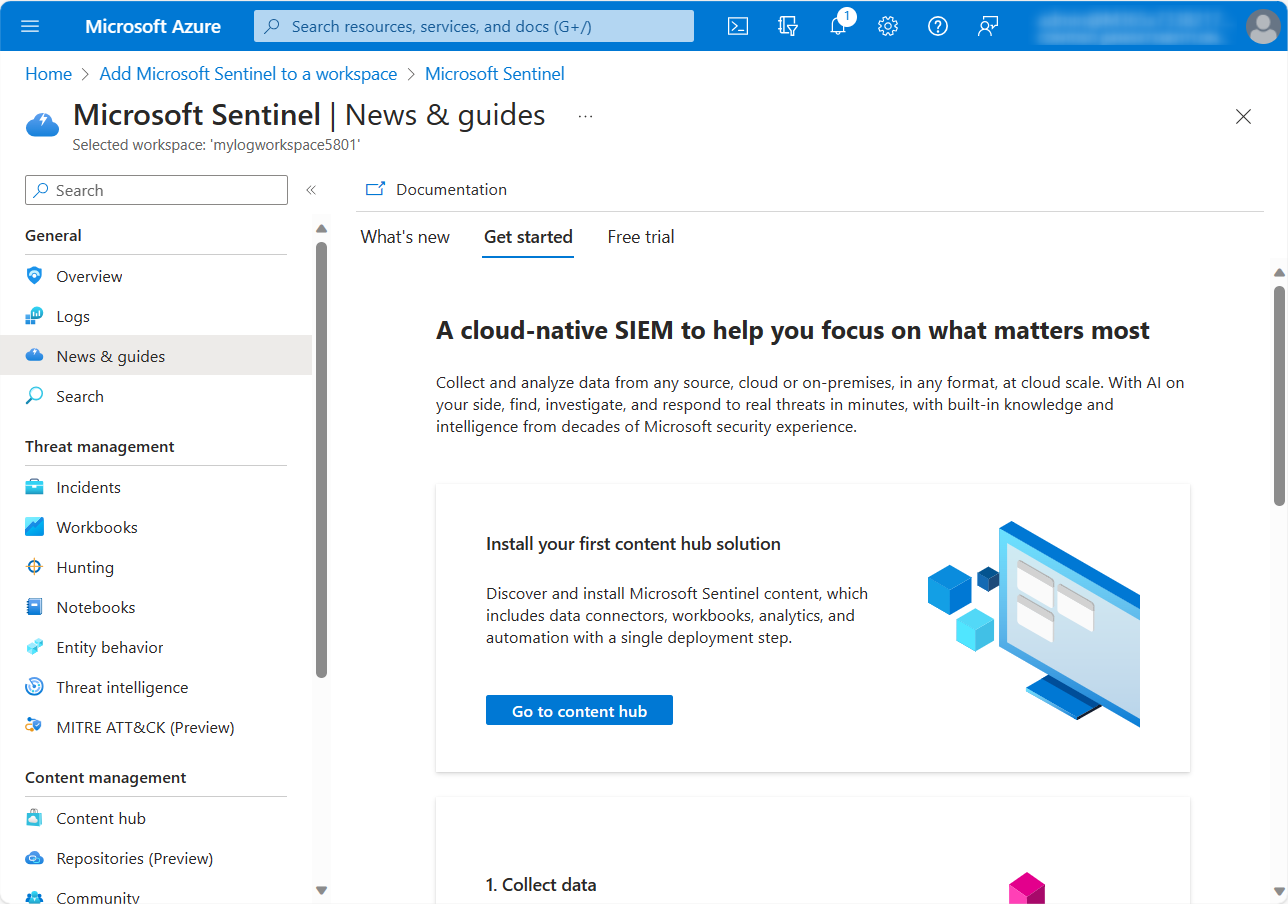 Microsoft Azure
Search resources, services, and docs (G+/)
1
Home > Add Microsoft Sentinel to a workspace > Microsoft Sentinel
Microsoft Sentinel | News & guides ...
Selected workspace: 'mylogworkspace5801'
Search
«
Documentation
What's new Get started Free trial
General
Overview
Logs
News & guides
Search
Threat management
Incidents
Workbooks
Hunting
Notebooks
Entity behavior
Threat intelligence
MITRE ATT&CK (Preview)
Content management
Content hub
Repositories (Preview)
Community
A cloud-native SIEM to help you focus on what matters most
Collect and analyze data from any source, cloud or on-premises, in any format, at cloud scale. With AI on
your side, find, investigate, and respond to real threats in minutes, with built-in knowledge and
intelligence from decades of Microsoft security experience.
Install your first content hub solution
Discover and install Microsoft Sentinel content, which
includes data connectors, workbooks, analytics, and
automation with a single deployment step.
Go to content hub
1. Collect data